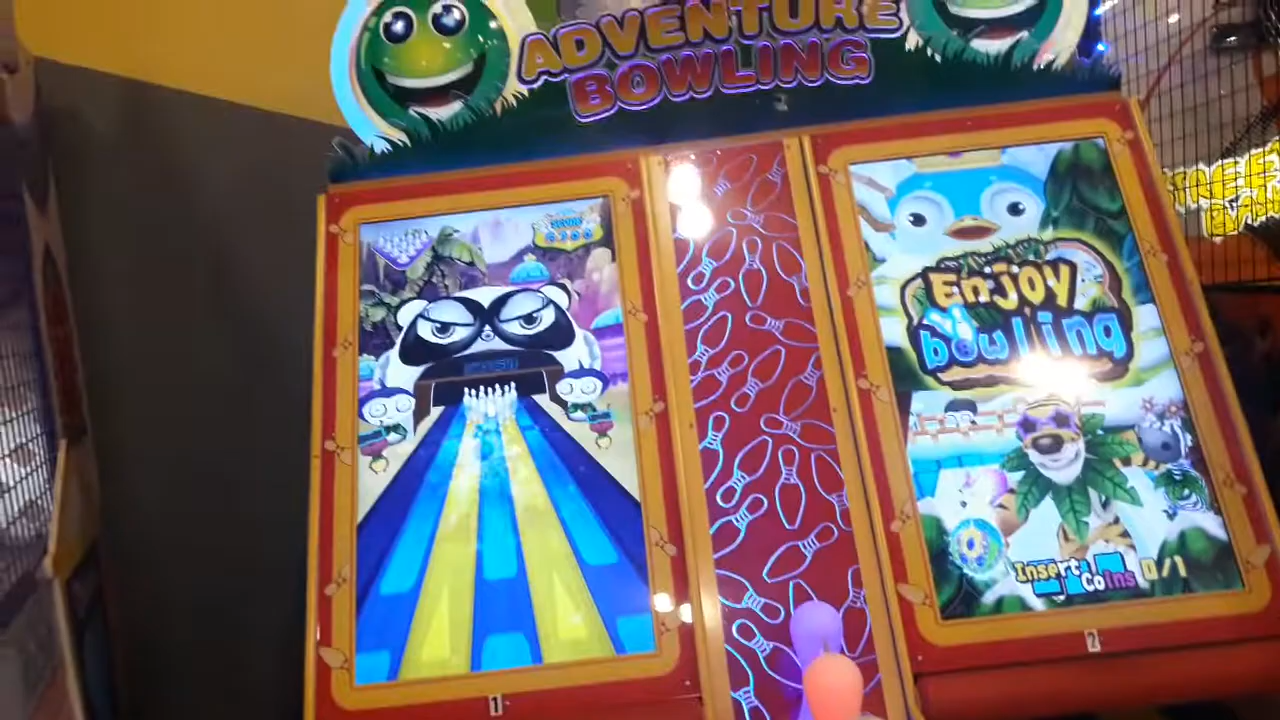 ADVENTURE
BOWLING
Enjoy
bowling
Insert Coins 0/1
1
2